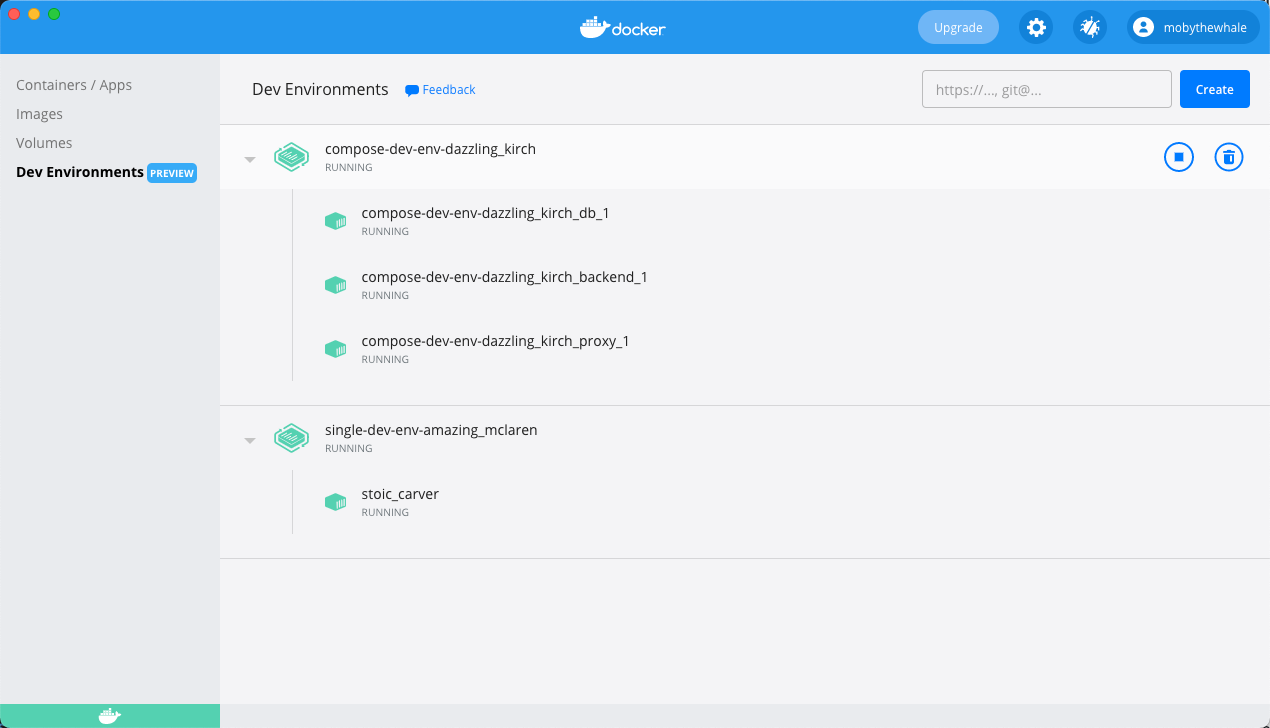 docker
Upgrade
mobythewhale
Containers / Apps
Images
Volumes
Dev Environments PREVIEW
Dev Environments
Feedback
https://..., git@...
Create
compose-dev-env-dazzling_kirch
RUNNING
compose-dev-env-dazzling_kirch_db_1
RUNNING
compose-dev-env-dazzling_kirch_backend_1
RUNNING
compose-dev-env-dazzling_kirch_proxy_1
RUNNING
single-dev-env-amazing_mclaren
RUNNING
stoic_carver
RUNNING